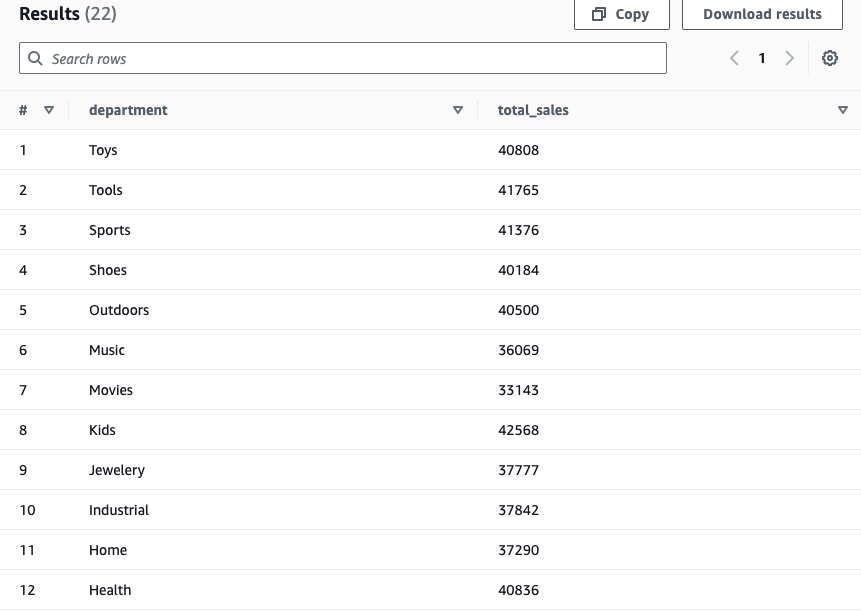 Results (22)
Copy
Download results
Search rows
1
# department total_sales
1 Toys 40808
2 Tools 41765
3 Sports 41376
4 Shoes 40184
5 Outdoors 40500
6 Music 36069
7 Movies 33143
8 Kids 42568
9 Jewelery 37777
10 Industrial 37842
11 Home 37290
12 Health 40836